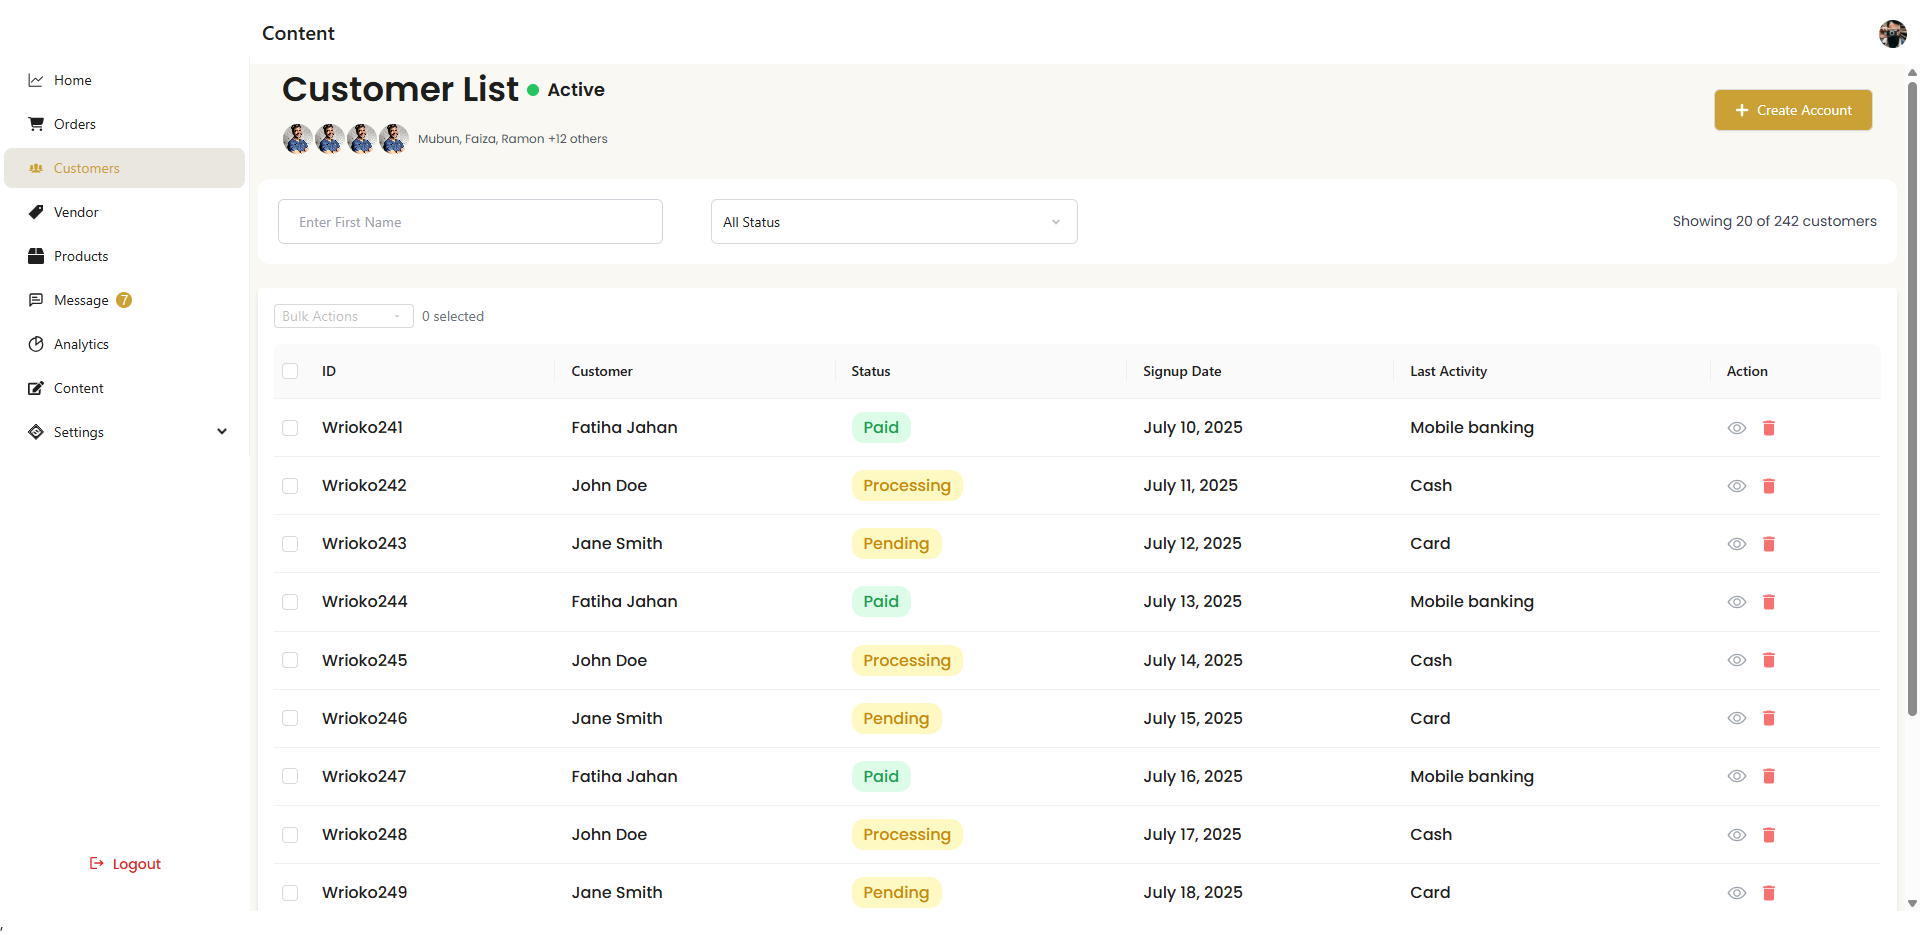 Content
Home
Orders
Customers
Vendor
Products
Message 7
Analytics
Content
Settings
Logout
Customer List Active
Mubun, Faiza, Ramon +12 others
+ Create Account
Enter First Name
All Status
Showing 20 of 242 customers
Bulk Actions 0 selected
ID Customer Status Signup Date Last Activity Action
Wrioko241 Fatiha Jahan Paid July 10, 2025 Mobile banking
Wrioko242 John Doe Processing July 11, 2025 Cash
Wrioko243 Jane Smith Pending July 12, 2025 Card
Wrioko244 Fatiha Jahan Paid July 13, 2025 Mobile banking
Wrioko245 John Doe Processing July 14, 2025 Cash
Wrioko246 Jane Smith Pending July 15, 2025 Card
Wrioko247 Fatiha Jahan Paid July 16, 2025 Mobile banking
Wrioko248 John Doe Processing July 17, 2025 Cash
Wrioko249 Jane Smith Pending July 18, 2025 Card
,